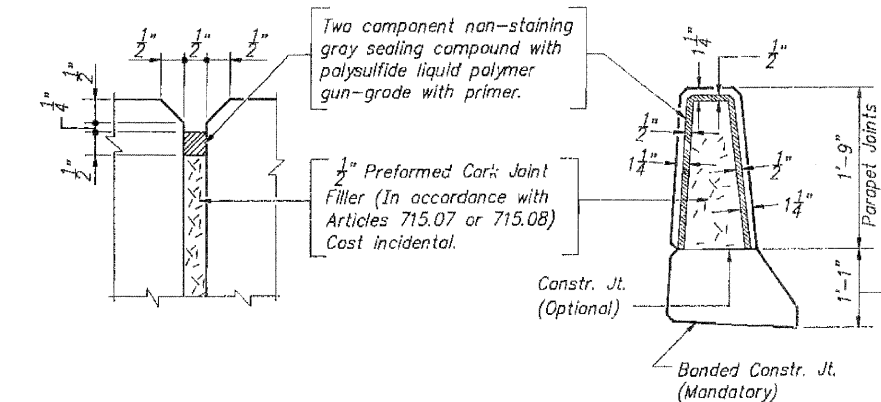 Two component non-staining
gray sealing compound with
polysulfide liquid polymer
gun-grade with primer.
1/2" 1/2" 1/2"
1/2"
1/4"
1/2"
1/2" Preformed Cork Joint
Filler (In accordance with
Articles 715.07 or 715.08)
Cost incidental.
1 1/4"
1/2"
1/2"
1 1/4"
1/2"
1 1/4"
1'-9"
Parapet Joints
1'-1"
Constr. Jt.
(Optional)
Bonded Constr. Jt.
(Mandatory)